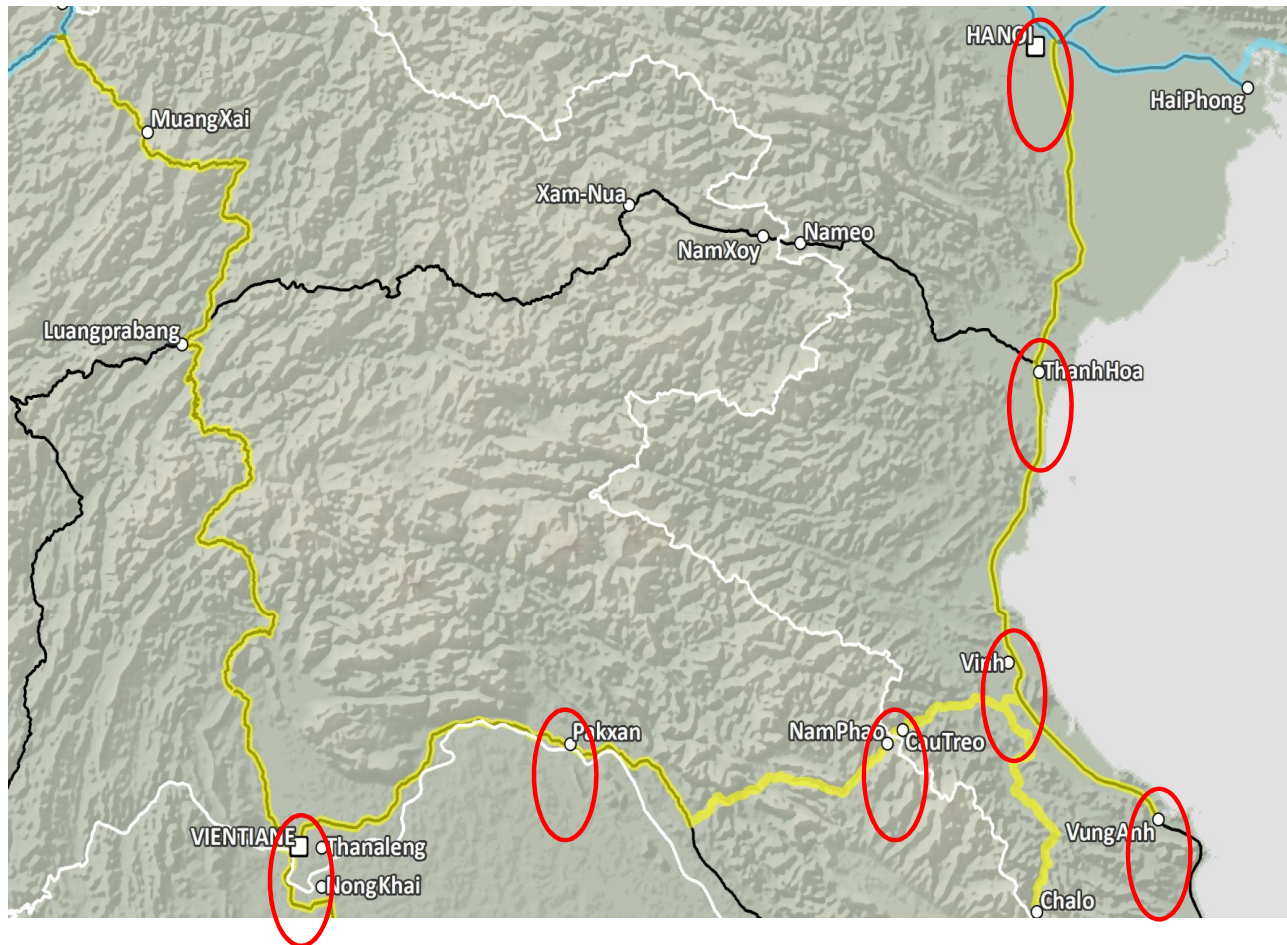 HANOI
HaiPhong
MuangXai
Xam-Nua
NamXoy
Nameo
Luangprabang
ThanhHoa
Vinh
Pakxan
NamPhao
CauTreo
VIENTIANE
Thanaleng
VungAnh
NongKhai
Chalo